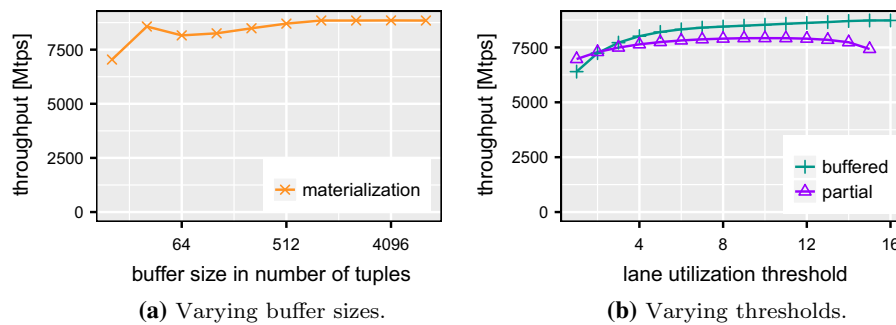 throughput [Mtps]
7500
5000
2500
0
materialization
64
512
4096
buffer size in number of tuples
(a) Varying buffer sizes.
throughput [Mtps]
7500
5000
2500
0
buffered
partial
4
8
12
16
lane utilization threshold
(b) Varying thresholds.